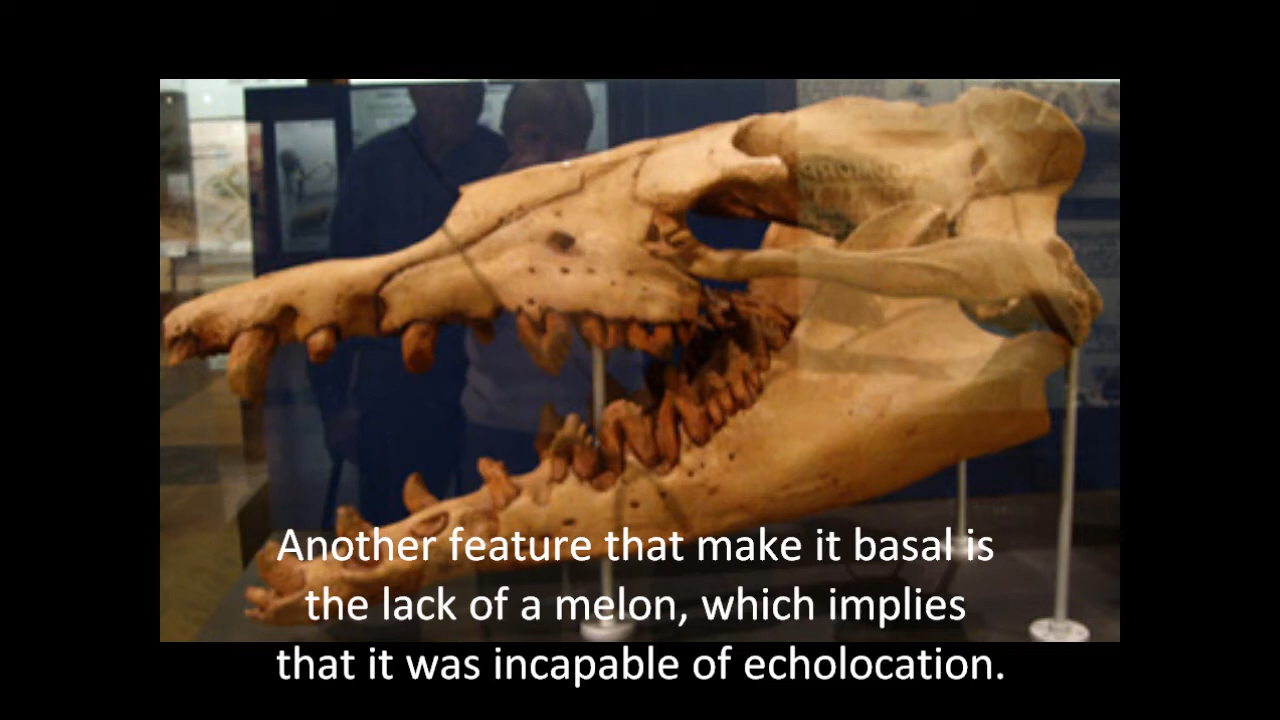 Another feature that make it basal is
the lack of a melon, which implies
that it was incapable of echolocation.